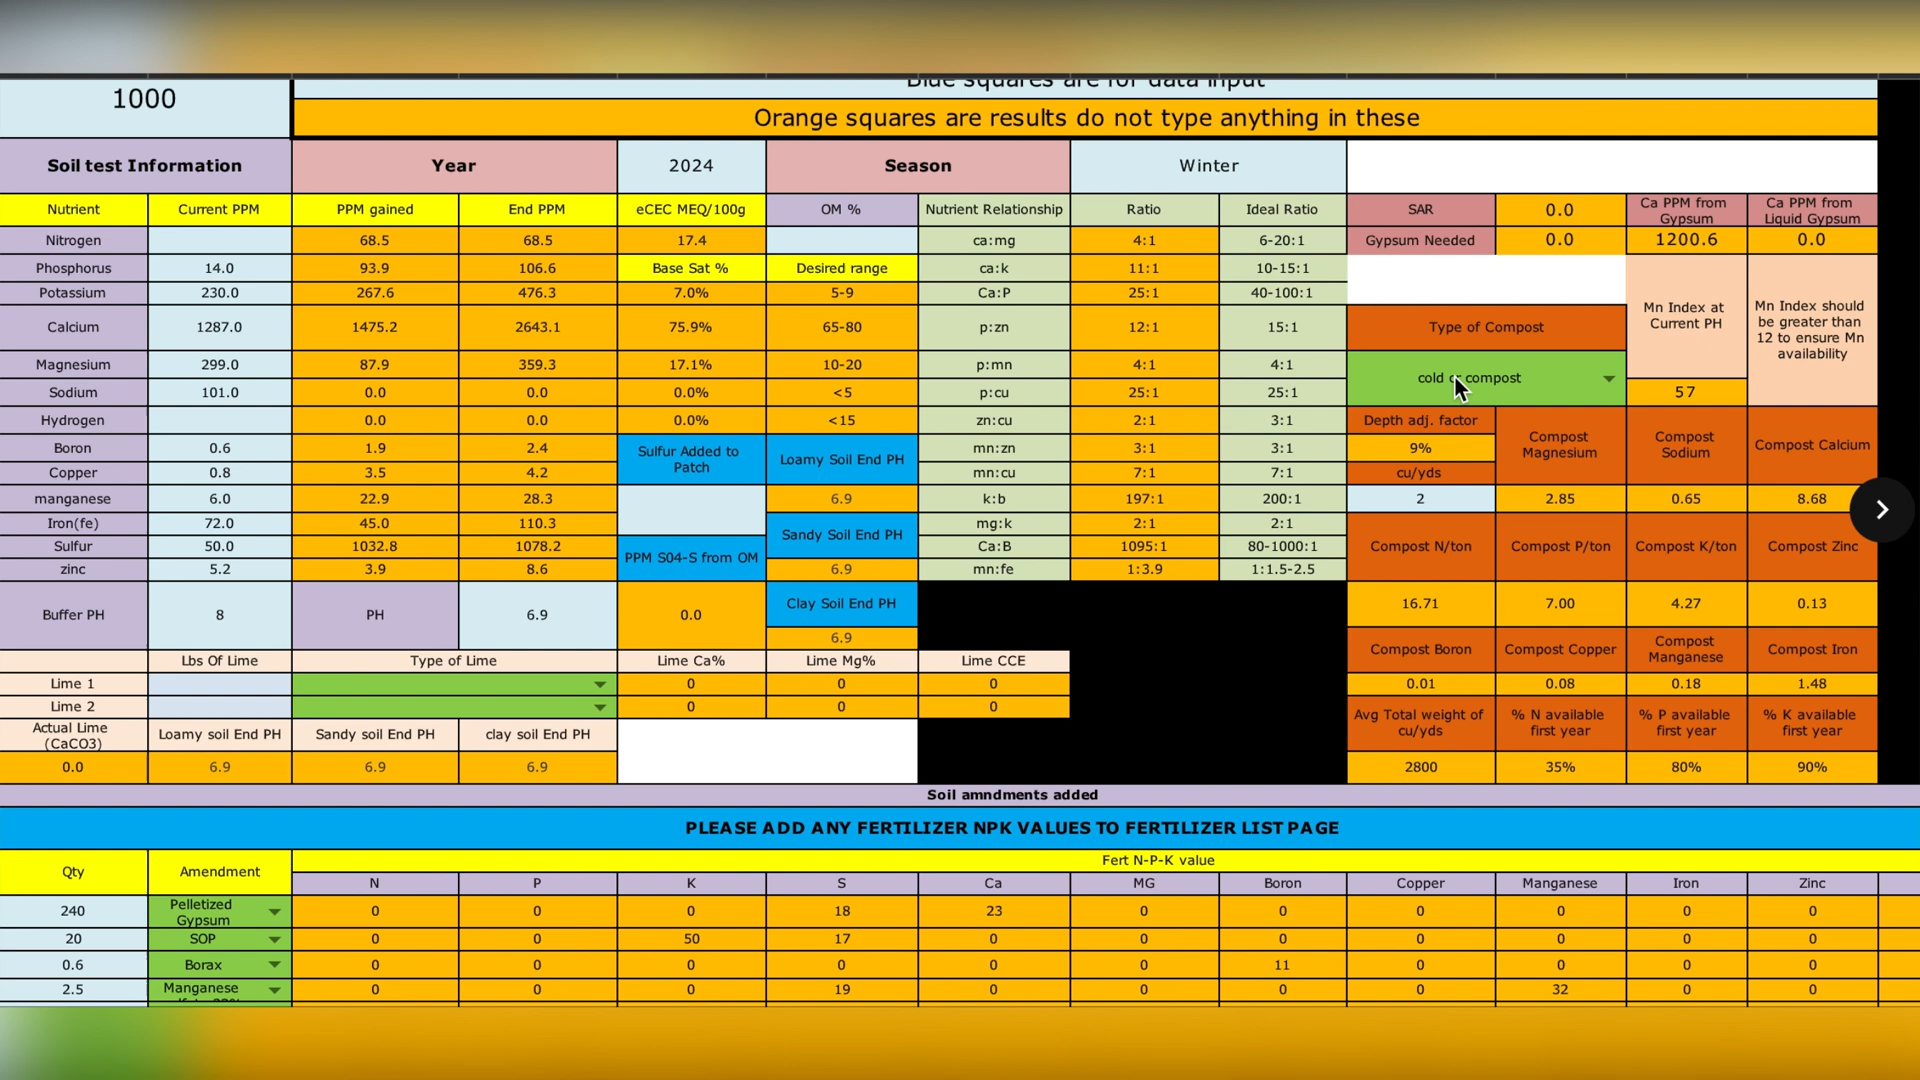 Blue squares are for data input
1000
Orange squares are results do not type anything in these
Soil test Information Year 2024 Season Winter
Nutrient Current PPM PPM gained End PPM eCEC MEQ/100g OM % Nutrient Relationship Ratio Ideal Ratio SAR 0.0 Ca PPM from Gypsum Ca PPM from Liquid Gypsum
Nitrogen 68.5 68.5 17.4 ca:mg 4:1 6-20:1 Gypsum Needed 0.0 1200.6 0.0
Phosphorus 14.0 93.9 106.6 Base Sat % Desired range ca:k 11:1 10-15:1
Potassium 230.0 267.6 476.3 7.0% 5-9 Ca:P 25:1 40-100:1
Mn Index at Current PH Mn Index should be greater than 12 to ensure Mn availability
Calcium 1287.0 1475.2 2643.1 75.9% 65-80 p:zn 12:1 15:1 Type of Compost
Magnesium 299.0 87.9 359.3 17.1% 10-20 p:mn 4:1 4:1
cold or compost
Sodium 101.0 0.0 0.0 0.0% <5 p:cu 25:1 25:1 57
Hydrogen 0.0 0.0 0.0% <15 zn:cu 2:1 3:1 Depth adj. factor
Compost Magnesium Compost Sodium Compost Calcium
Boron 0.6 1.9 2.4 Sulfur Added to Patch Loamy Soil End PH mn:zn 3:1 3:1 9%
Copper 0.8 3.5 4.2 mn:cu 7:1 7:1 cu/yds
manganese 6.0 22.9 28.3 6.9 k:b 197:1 200:1 2 2.85 0.65 8.68
Iron(fe) 72.0 45.0 110.3 Sandy Soil End PH mg:k 2:1 2:1
Sulfur 50.0 1032.8 1078.2 PPM S04-S from OM Ca:B 1095:1 80-1000:1 Compost N/ton Compost P/ton Compost K/ton Compost Zinc
zinc 5.2 3.9 8.6 6.9 mn:fe 1:3.9 1:1.5-2.5
Buffer PH 8 PH 6.9 0.0 Clay Soil End PH 16.71 7.00 4.27 0.13
6.9
Compost Boron Compost Copper Compost Manganese Compost Iron
Lbs Of Lime Type of Lime Lime Ca% Lime Mg% Lime CCE
Lime 1 0 0 0 0.01 0.08 0.18 1.48
Lime 2 0 0 0
Avg Total weight of cu/yds % N available first year % P available first year % K available first year
Actual Lime (CaCO3) Loamy soil End PH Sandy soil End PH clay soil End PH
0.0 6.9 6.9 6.9 2800 35% 80% 90%
Soil amndments added
PLEASE ADD ANY FERTILIZER NPK VALUES TO FERTILIZER LIST PAGE
Qty Amendment Fert N-P-K value
N P K S Ca MG Boron Copper Manganese Iron Zinc
240 Pelletized Gypsum 0 0 0 18 23 0 0 0 0 0 0
20 SOP 0 0 50 17 0 0 0 0 0 0 0
0.6 Borax 0 0 0 0 0 0 11 0 0 0 0
2.5 Manganese 0 0 0 19 0 0 0 0 32 0 0